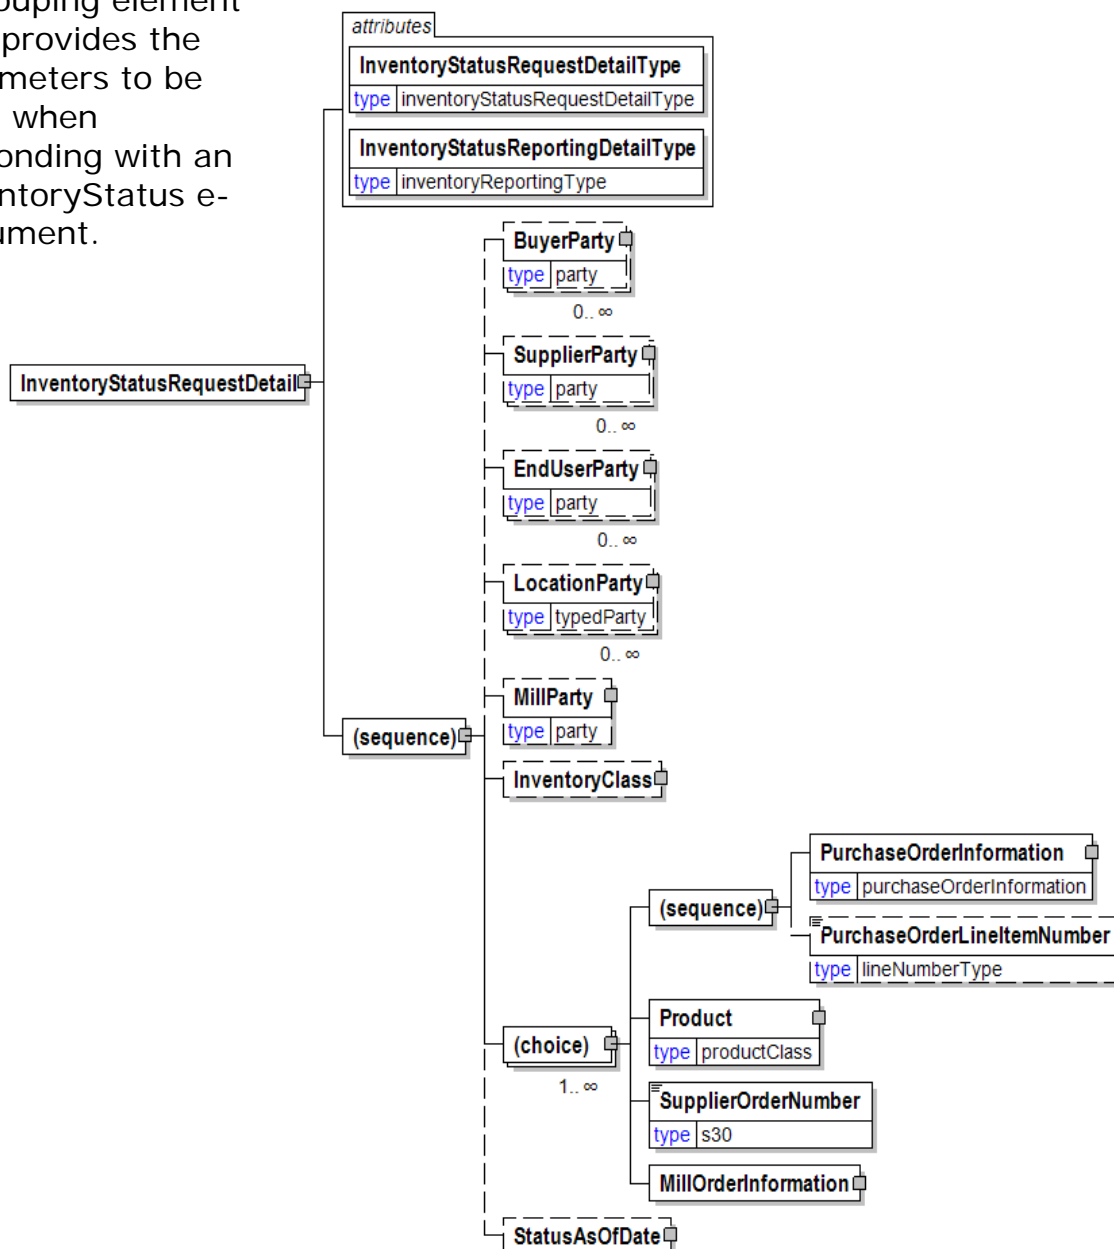 ouping element
provides the
meters to be
when
onding with an
ntoryStatus e-
ument.
attributes
InventoryStatusRequestDetailType
type inventoryStatusRequestDetailType
InventoryStatusReportingDetailType
type inventoryReportingType
BuyerParty
type party
0.. ∞
SupplierParty
type party
0.. ∞
InventoryStatusRequestDetail
EndUserParty
type party
0.. ∞
LocationParty
type typedParty
0.. ∞
MillParty
type party
(sequence)
InventoryClass
PurchaseOrderInformation
type purchaseOrderInformation
(sequence)
PurchaseOrderLineItemNumber
type lineNumberType
Product
type productClass
(choice)
1.. ∞
SupplierOrderNumber
type s30
MillOrderInformation
StatusAsOfDate